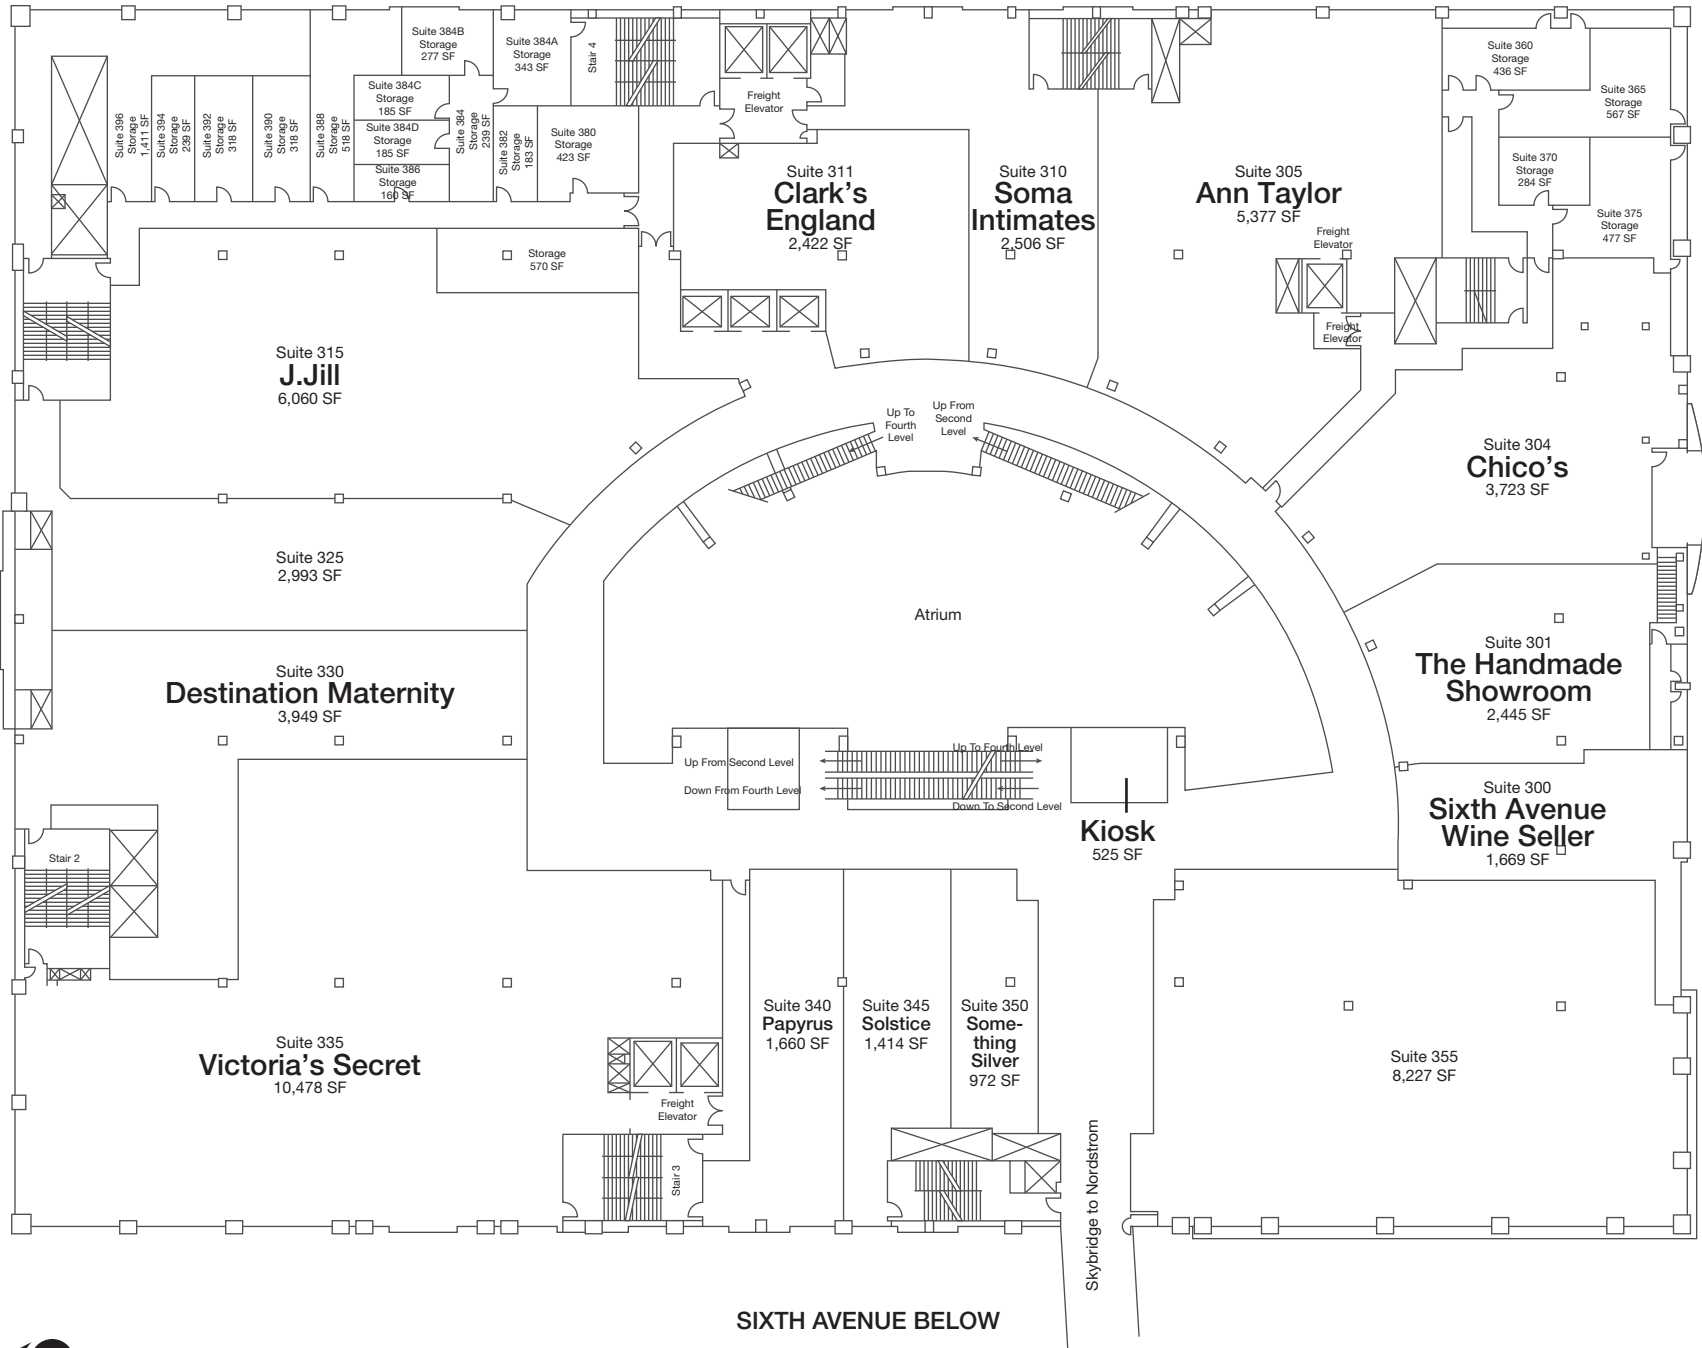 Suite 384B
Storage
277 SF
Suite 384A
Storage
343 SF
Stair 4
Freight
Elevator
Suite 360
Storage
436 SF
Suite 365
Storage
567 SF
Suite 370
Storage
284 SF
Suite 375
Storage
477 SF
Suite 396
Storage
1,411 SF
Suite 394
Storage
239 SF
Suite 392
Storage
318 SF
Suite 390
Storage
318 SF
Suite 388
Storage
518 SF
Suite 384C
Storage
185 SF
Suite 384D
Storage
185 SF
Suite 386
Storage
160 SF
Suite 384
Storage
239 SF
Suite 382
Storage
183 SF
Suite 380
Storage
423 SF
Suite 311
Clark's
England
2,422 SF
Suite 310
Soma
Intimates
2,506 SF
Suite 305
Ann Taylor
5,377 SF
Freight
Elevator
Freight
Elevator
Storage
570 SF
Suite 315
J.Jill
6,060 SF
Up To
Fourth
Level
Up From
Second
Level
Suite 304
Chico's
3,723 SF
Suite 325
2,993 SF
Atrium
Suite 301
The Handmade
Showroom
2,445 SF
Suite 330
Destination Maternity
3,949 SF
Up From Second Level
Up To Fourth Level
Down From Fourth Level
Down To Second Level
Kiosk
525 SF
Suite 300
Sixth Avenue
Wine Seller
1,669 SF
Stair 2
Suite 335
Victoria's Secret
10,478 SF
Freight
Elevator
Stair 3
Suite 340
Papyrus
1,660 SF
Suite 345
Solstice
1,414 SF
Suite 350
Some-
thing
Silver
972 SF
Suite 355
8,227 SF
Skybridge to Nordstrom
SIXTH AVENUE BELOW